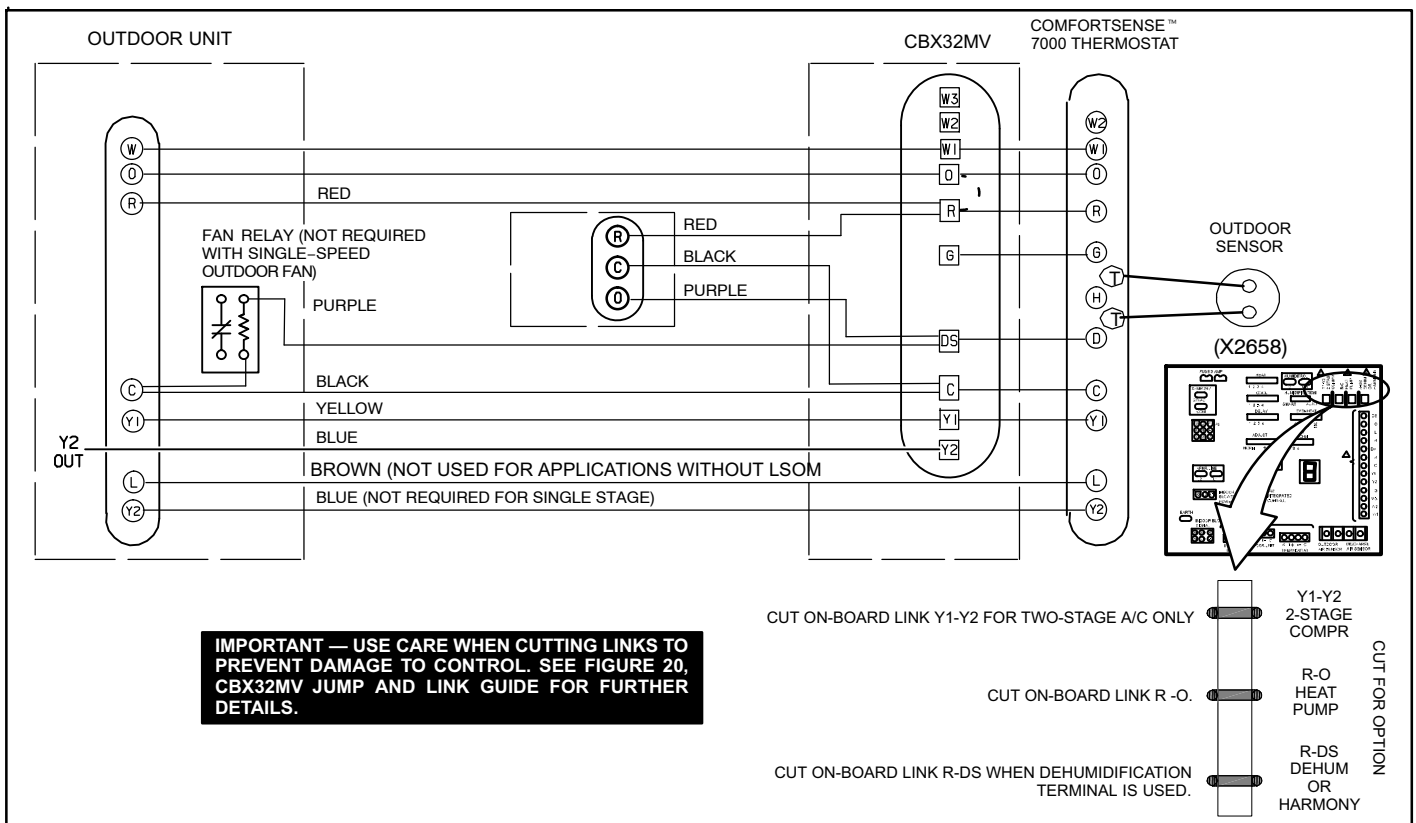 OUTDOOR UNIT
CBX32MV
COMFORTSENSE™
7000 THERMOSTAT
W3
W2
W2
W
W1
W1
O
O
O
R
RED
R
R
FAN RELAY (NOT REQUIRED
WITH SINGLE-SPEED
OUTDOOR FAN)
PURPLE
R
RED
C
BLACK
O
PURPLE
G
G
T
H
T
OUTDOOR
SENSOR
DS
D
(X2658)
C
BLACK
C
C
Y1
YELLOW
Y1
Y1
Y2
OUT
BLUE
Y2
BROWN (NOT USED FOR APPLICATIONS WITHOUT LSOM
L
L
BLUE (NOT REQUIRED FOR SINGLE STAGE)
Y2
Y2
IMPORTANT — USE CARE WHEN CUTTING LINKS TO
PREVENT DAMAGE TO CONTROL. SEE FIGURE 20,
CBX32MV JUMP AND LINK GUIDE FOR FURTHER
DETAILS.
CUT ON-BOARD LINK Y1-Y2 FOR TWO-STAGE A/C ONLY
Y1-Y2
2-STAGE
COMPR
CUT ON-BOARD LINK R -O.
R-O
HEAT
PUMP
CUT ON-BOARD LINK R-DS WHEN DEHUMIDIFICATION
TERMINAL IS USED.
R-DS
DEHUM
OR
HARMONY
CUT FOR OPTION